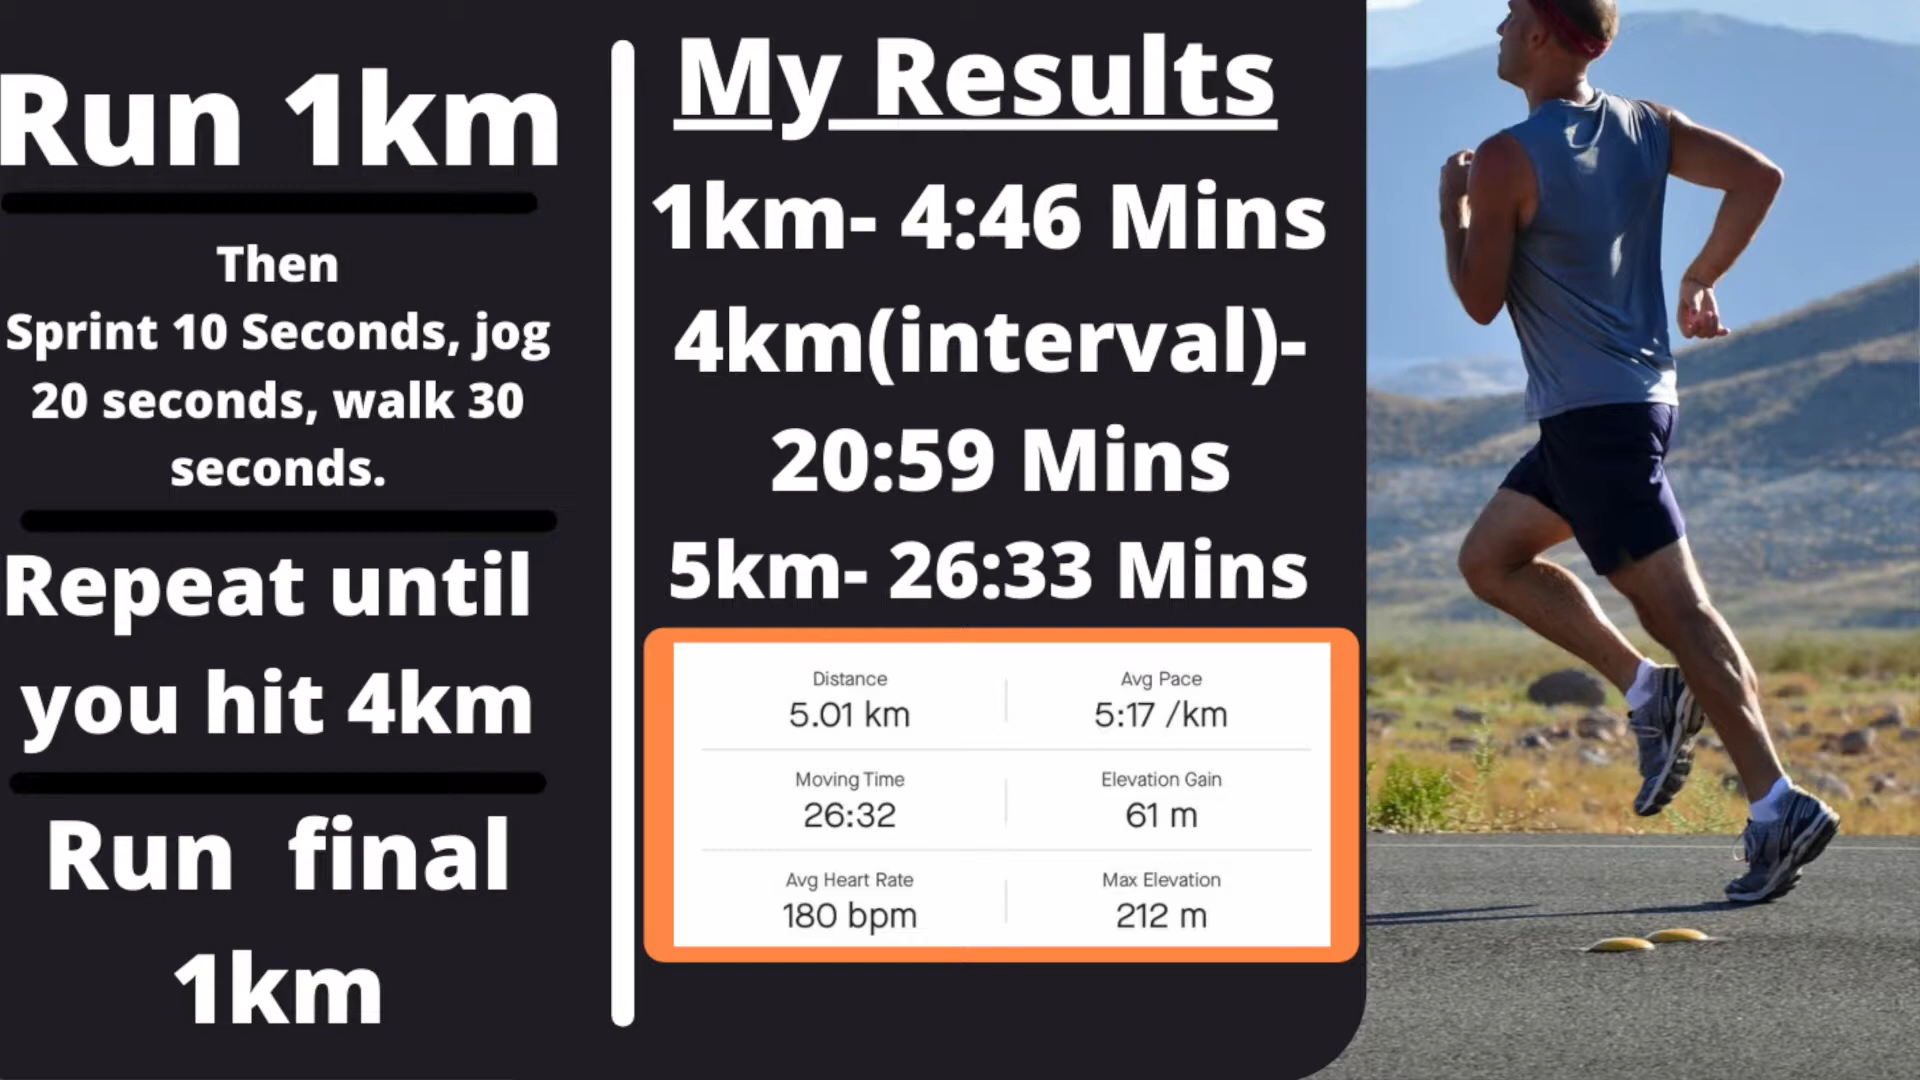 Run 1km
Then
Sprint 10 Seconds, jog
20 seconds, walk 30
seconds.
Repeat until
you hit 4km
Run final
1km
My Results
1km- 4:46 Mins
4km(interval)-
20:59 Mins
5km- 26:33 Mins
Distance
5.01 km
Avg Pace
5:17 /km
Moving Time
26:32
Elevation Gain
61 m
Avg Heart Rate
180 bpm
Max Elevation
212 m